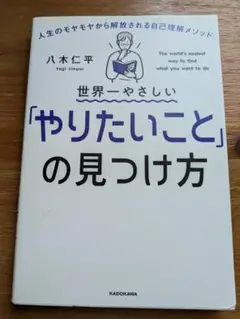 人生のモヤモヤから解放される自己理解メソッド
八木仁平
Yagi Jimpei
The world's easiest
way to find
what you want to do
世界一やさしい
「やりたいこと」
の見つけ方
KADOKAWA